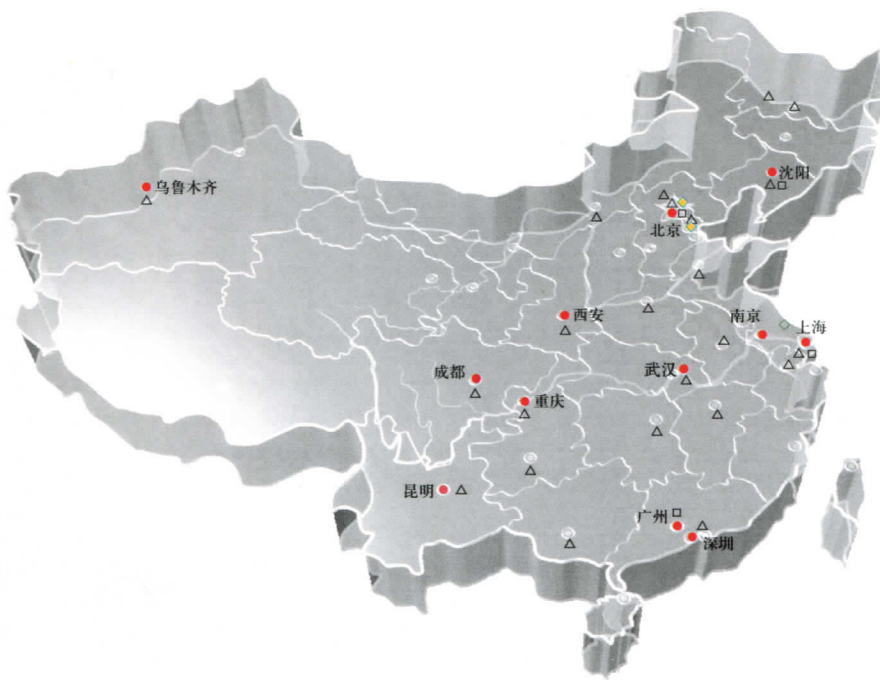 乌鲁木齐
沈阳
北京
西安
南京
上海
成都
武汉
重庆
昆明
广州
深圳